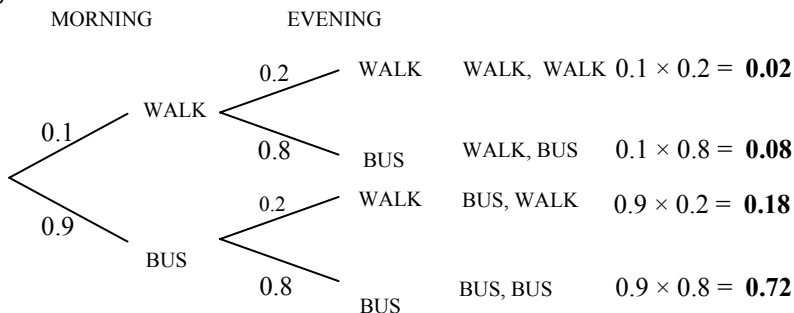 MORNING EVENING
0.2 WALK WALK, WALK 0.1 × 0.2 = 0.02
0.1 WALK
0.8 BUS WALK, BUS 0.1 × 0.8 = 0.08
0.2 WALK BUS, WALK 0.9 × 0.2 = 0.18
0.9 BUS
0.8 BUS BUS, BUS 0.9 × 0.8 = 0.72